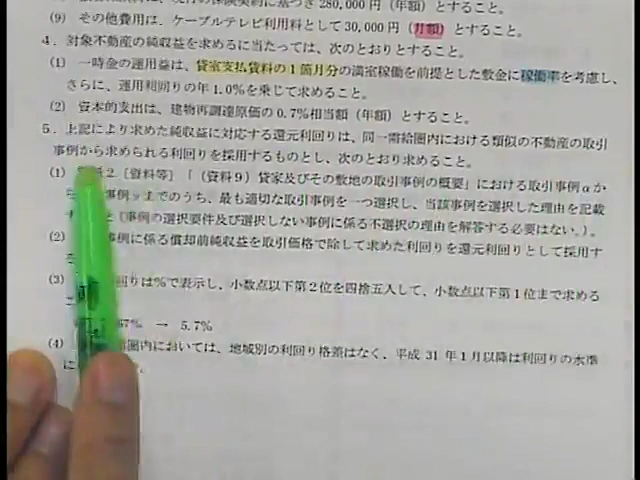 280,000円（年額）とすること。
(9) その他費用は、ケーブルテレビ利用料として30,000円（月額）とすること。
4．対象不動産の純収益を求めるに当たっては、次のとおりとすること。
(1) 一時金の運用益は、貸室支払賃料の1箇月分の満室稼働を前提とした敷金に稼働率を考慮し、
さらに、運用利回りの年1.0％を乗じて求めること。
(2) 資本的支出は、建物再調達原価の0.7％相当額（年額）とすること。
5．上記により求めた純収益に対応する還元利回りは、同一需給圏内における類似の不動産の取引
事例から求められる利回りを採用するものとし、次のとおり求めること。
(1) 2．［資料等］「（資料9）貸家及びその敷地の取引事例の概要」における取引事例αか
事例γまでのうち、最も適切な取引事例を一つ選択し、当該事例を選択した理由を記載
（事例の選択要件及び選択しない事例に係る不選択の理由を解答する必要はない。）。
(2) 事例に係る償却前純収益を取引価格で除して求めた利回りを還元利回りとして採用す
(3) 回りは％で表示し、小数点以下第2位を四捨五入して、小数点以下第1位まで求める
67％ → 5.7％
(4) 圏内においては、地域別の利回り格差はなく、平成31年1月以降は利回りの水準